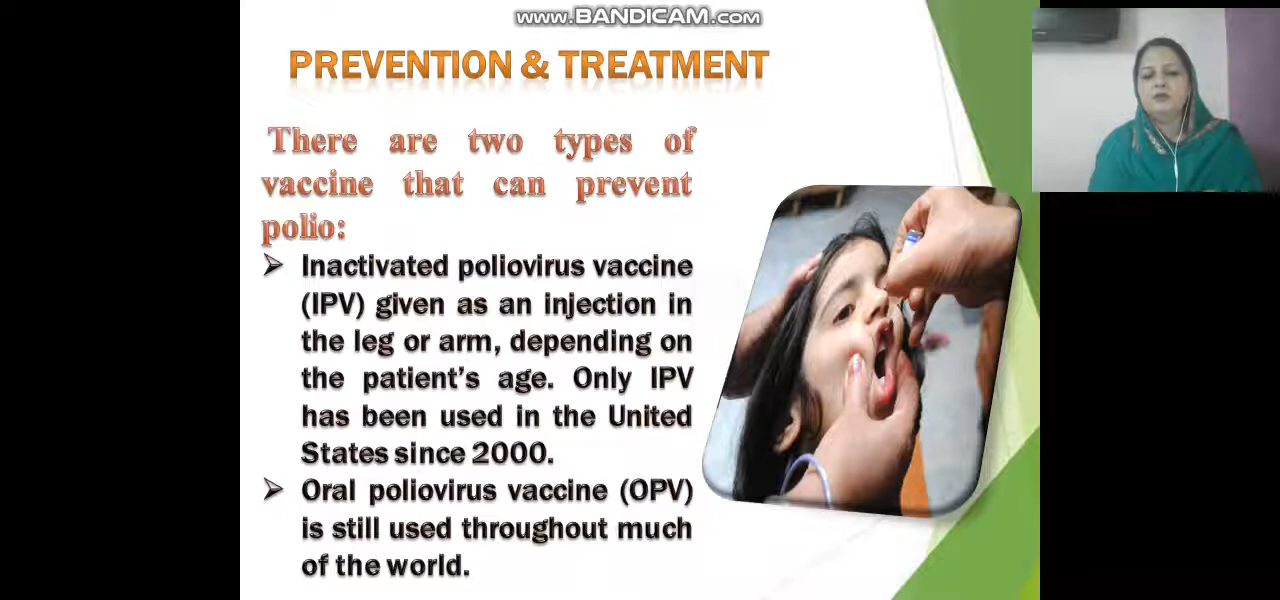 www.BANDICAM.com
PREVENTION & TREATMENT
There are two types of
vaccine that can prevent
polio:
➢ Inactivated poliovirus vaccine
(IPV) given as an injection in
the leg or arm, depending on
the patient's age. Only IPV
has been used in the United
States since 2000.
➢ Oral poliovirus vaccine (OPV)
is still used throughout much
of the world.